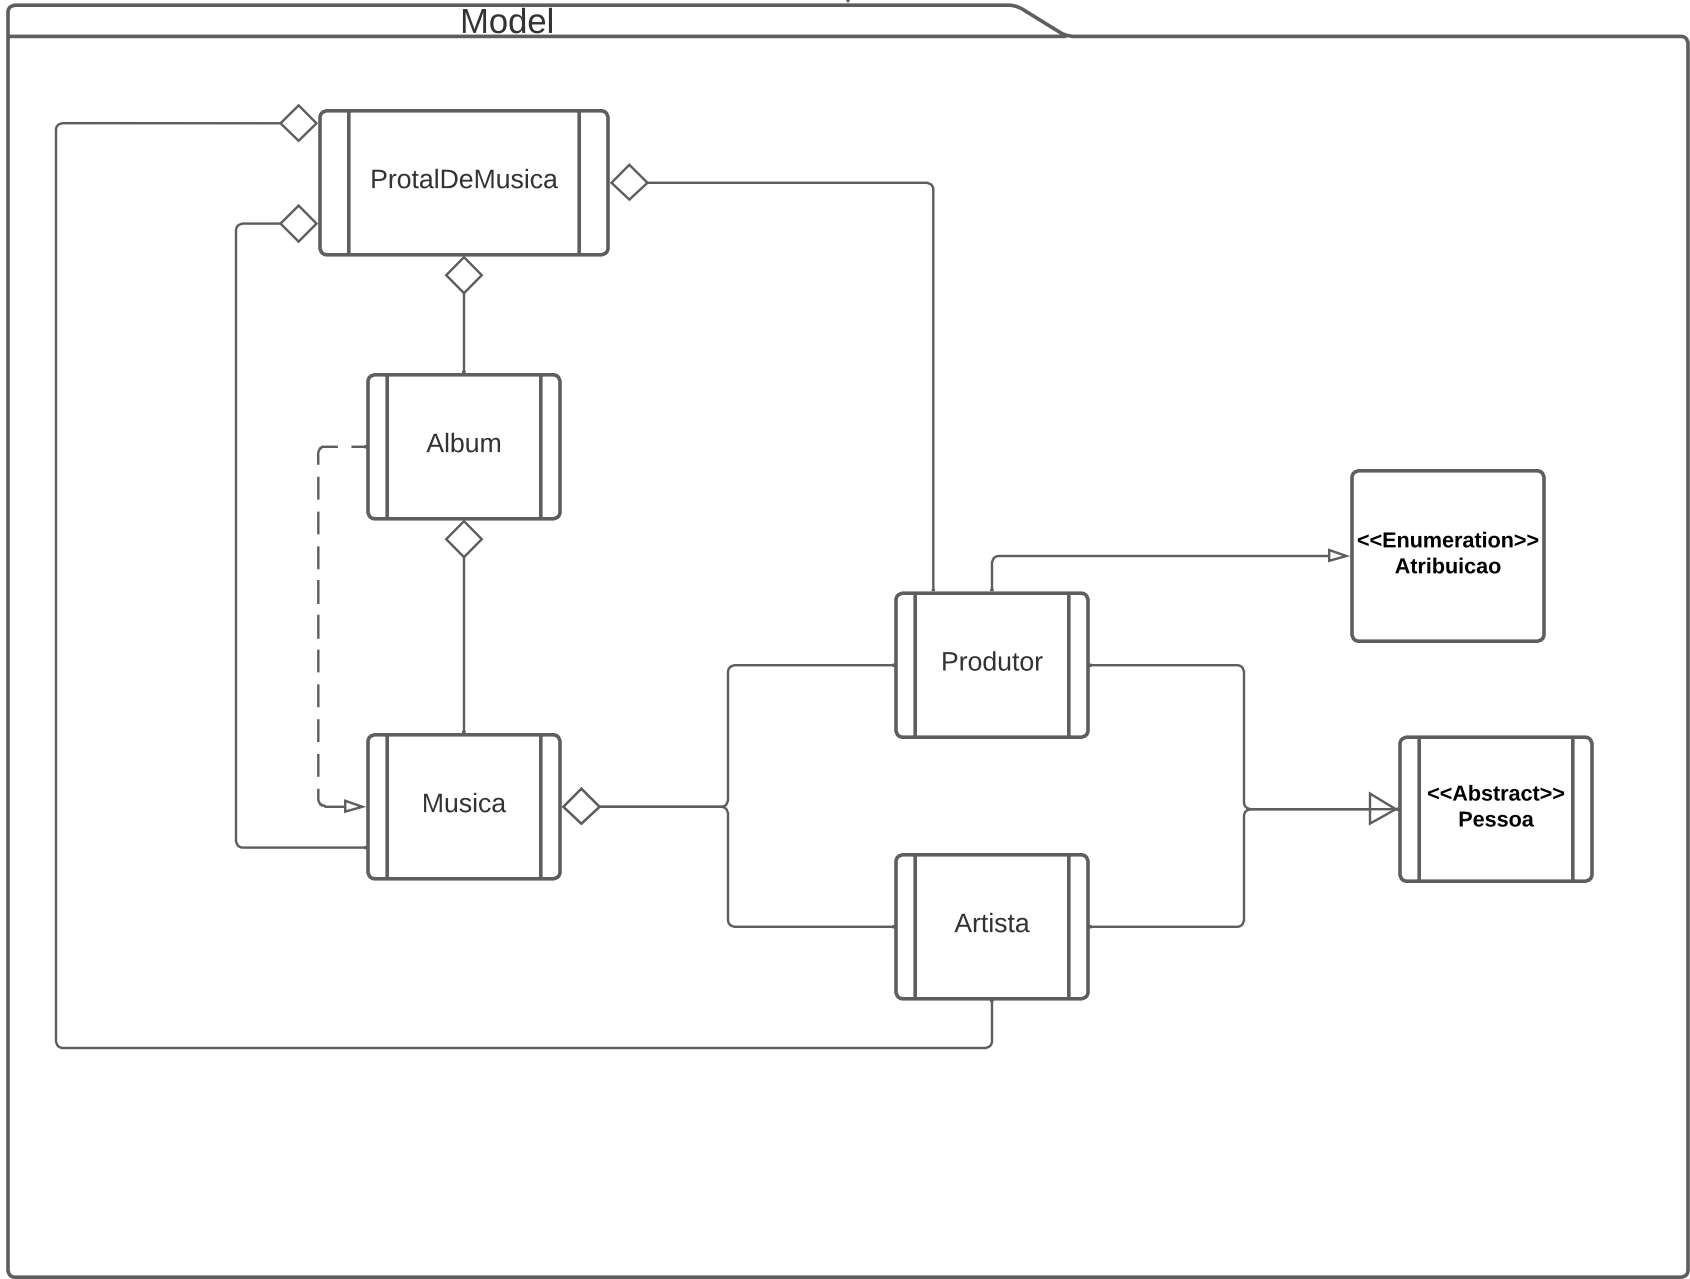 Model
ProtalDeMusica
Album
<<Enumeration>>
Atribuicao
Produtor
Musica
<<Abstract>>
Pessoa
Artista